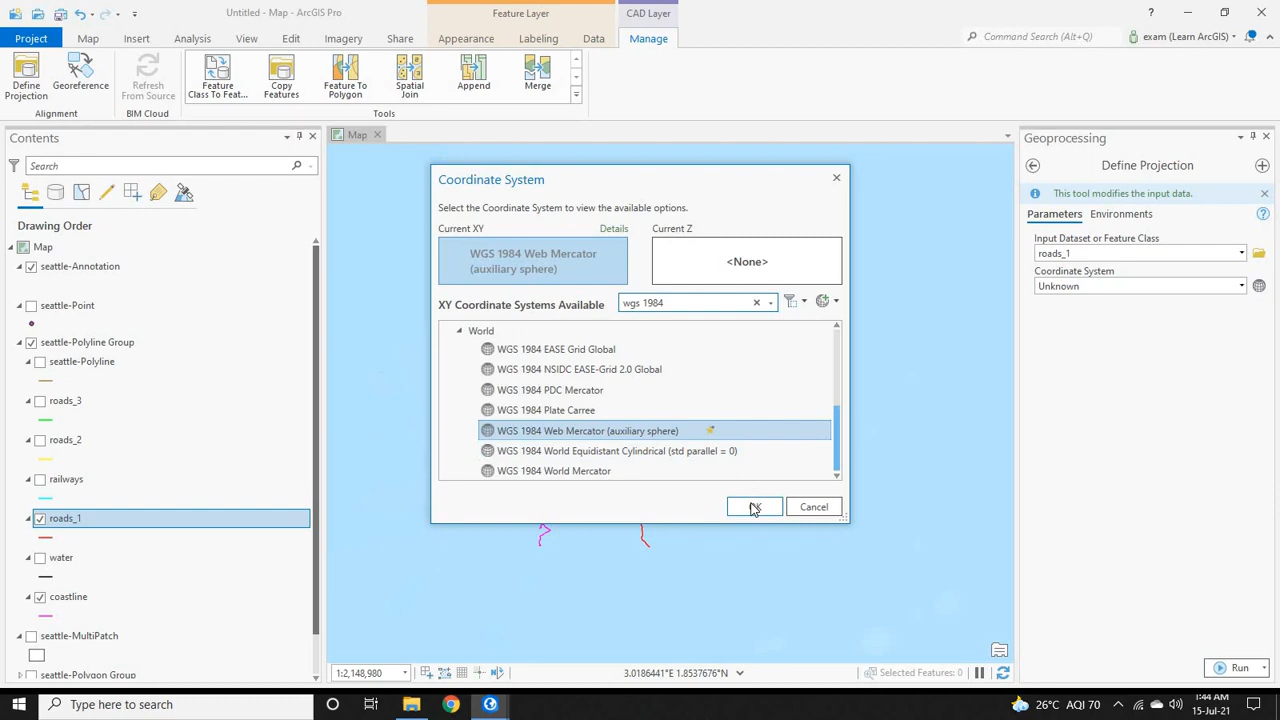 Untitled - Map - ArcGIS Pro
Feature Layer
CAD Layer
?
Project
Map
Insert
Analysis
View
Edit
Imagery
Share
Appearance
Labeling
Data
Manage
Command Search (Alt+Q)
exam (Learn ArcGIS)
Define
Projection
Georeference
Refresh
From Source
Feature
Class To Feat...
Copy
Features
Feature To
Polygon
Spatial
Join
Append
Merge
Alignment
BIM Cloud
Tools
Contents
Search
Drawing Order
Map
seattle-Annotation
seattle-Point
seattle-Polyline Group
seattle-Polyline
roads_3
roads_2
railways
roads_1
water
coastline
seattle-MultiPatch
seattle-Polygon Group
Map
Coordinate System
Select the Coordinate System to view the available options.
Current XY
Details
Current Z
WGS 1984 Web Mercator
(auxiliary sphere)
<None>
XY Coordinate Systems Available
wgs 1984
World
WGS 1984 EASE Grid Global
WGS 1984 NSIDC EASE-Grid 2.0 Global
WGS 1984 PDC Mercator
WGS 1984 Plate Carree
WGS 1984 Web Mercator (auxiliary sphere)
WGS 1984 World Equidistant Cylindrical (std parallel = 0)
WGS 1984 World Mercator
OK
Cancel
1:2,148,980
3.0186441°E 1.8537676°N
Selected Features: 0
Geoprocessing
Define Projection
This tool modifies the input data.
Parameters
Environments
?
Input Dataset or Feature Class
roads_1
Coordinate System
Unknown
Run
Type here to search
26°C AQI 70
1:44 AM
15-Jul-21